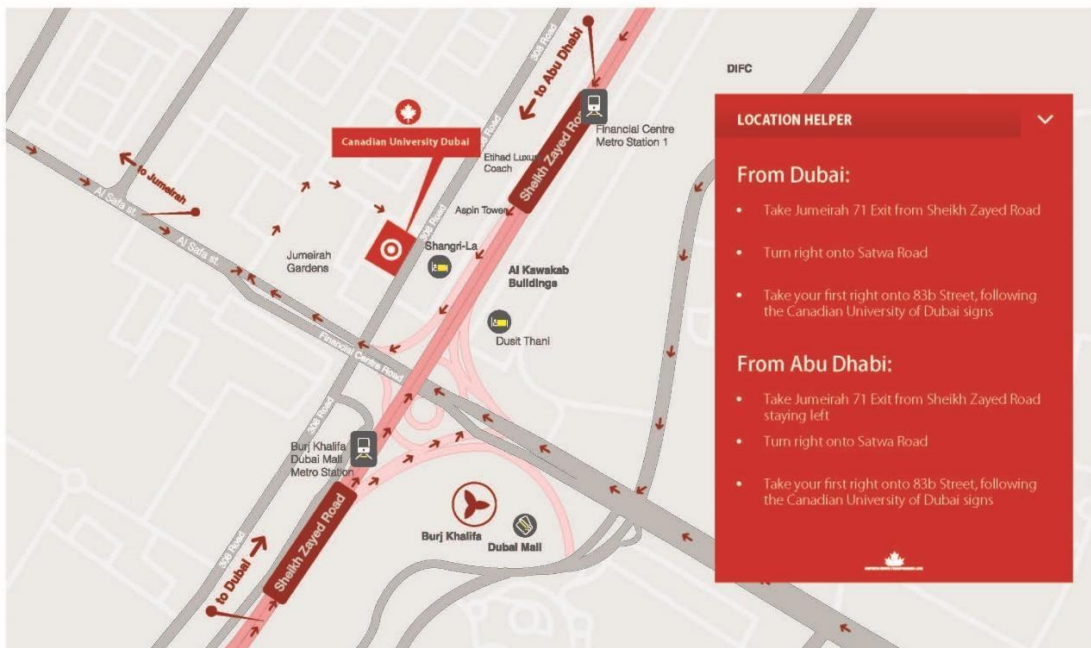 308 Road
to Abu Dhabi
DIFC
Canadian University Dubai
Financial Centre
Metro Station 1
Sheikh Zayed Road
Etihad Luxury
Coach
308 Road
to Jumeirah
Al Safa st.
Aspin Tower
308 Road
Al Safa st.
Shangri-La
Jumeirah
Gardens
Al Kawakab
Buildings
Dusit Thani
Financial Centre Road
308 Road
Burj Khalifa
Dubai Mall
Metro Station
Sheikh Zayed Road
Burj Khalifa
Dubai Mall
308 Road
to Dubai
LOCATION HELPER
From Dubai:
• Take Jumeirah 71 Exit from Sheikh Zayed Road
• Turn right onto Satwa Road
• Take your first right onto 83b Street, following
the Canadian University of Dubai signs
From Abu Dhabi:
• Take Jumeirah 71 Exit from Sheikh Zayed Road
staying left
• Turn right onto Satwa Road
• Take your first right onto 83b Street, following
the Canadian University of Dubai signs